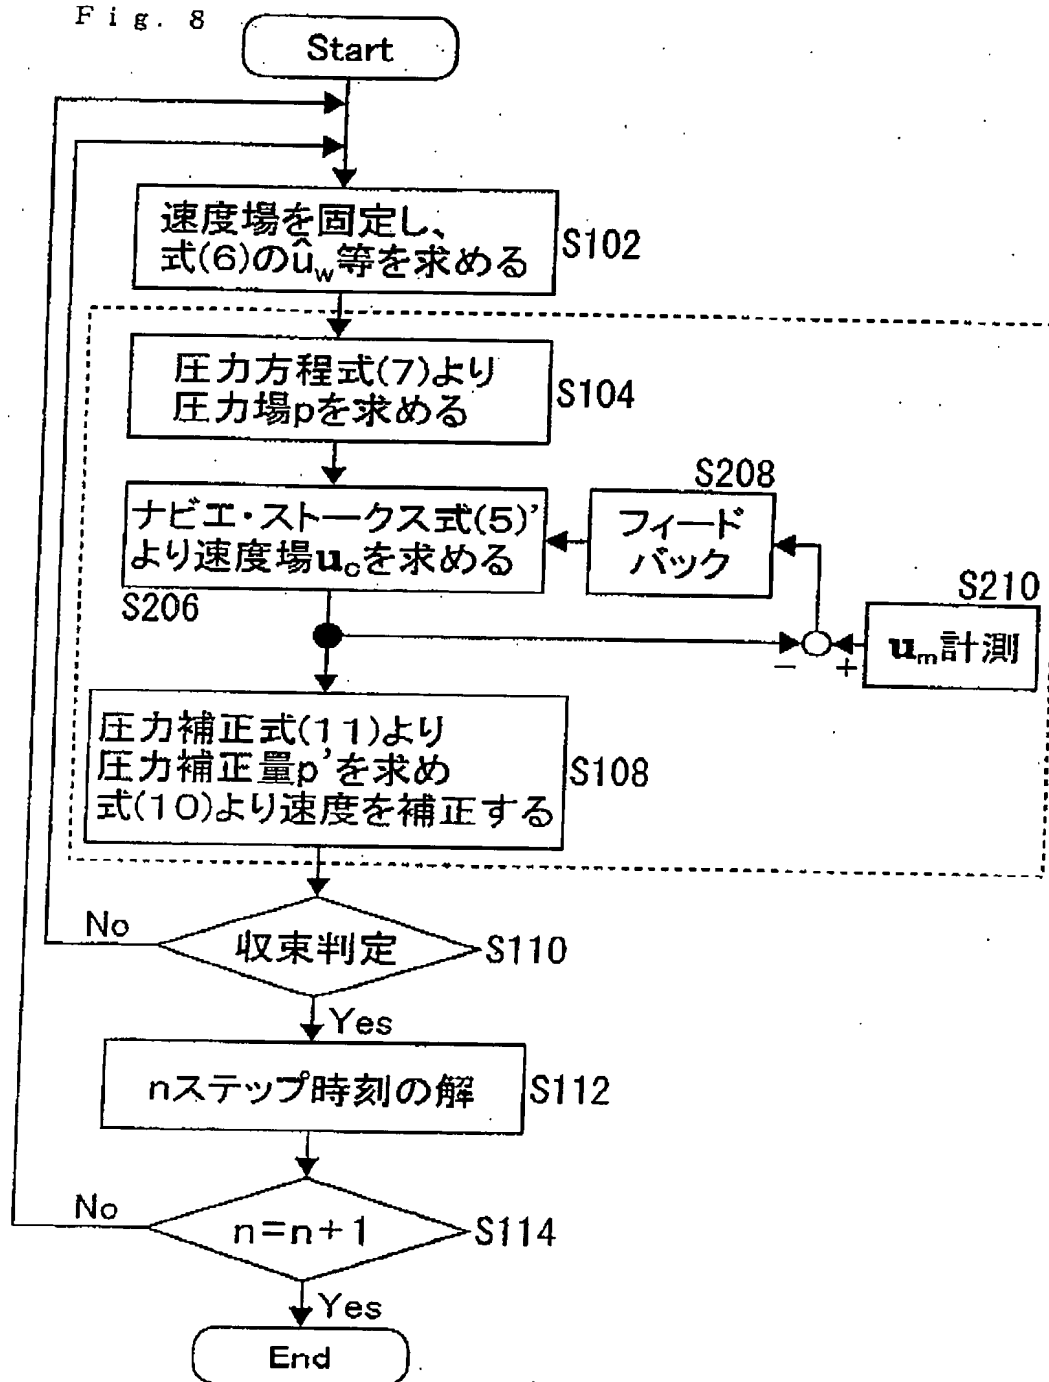 Fig. 8
Start
速度場を固定し、
式(6)のûw等を求める
S102
圧力方程式(7)より
圧力場pを求める
S104
S208
ナビエ・ストークス式(5)'
より速度場ucを求める
フィード
バック
S206
S210
um計測
− +
圧力補正式(11)より
圧力補正量p'を求め
式(10)より速度を補正する
S108
No
収束判定
S110
Yes
nステップ時刻の解
S112
No
n=n+1
S114
Yes
End